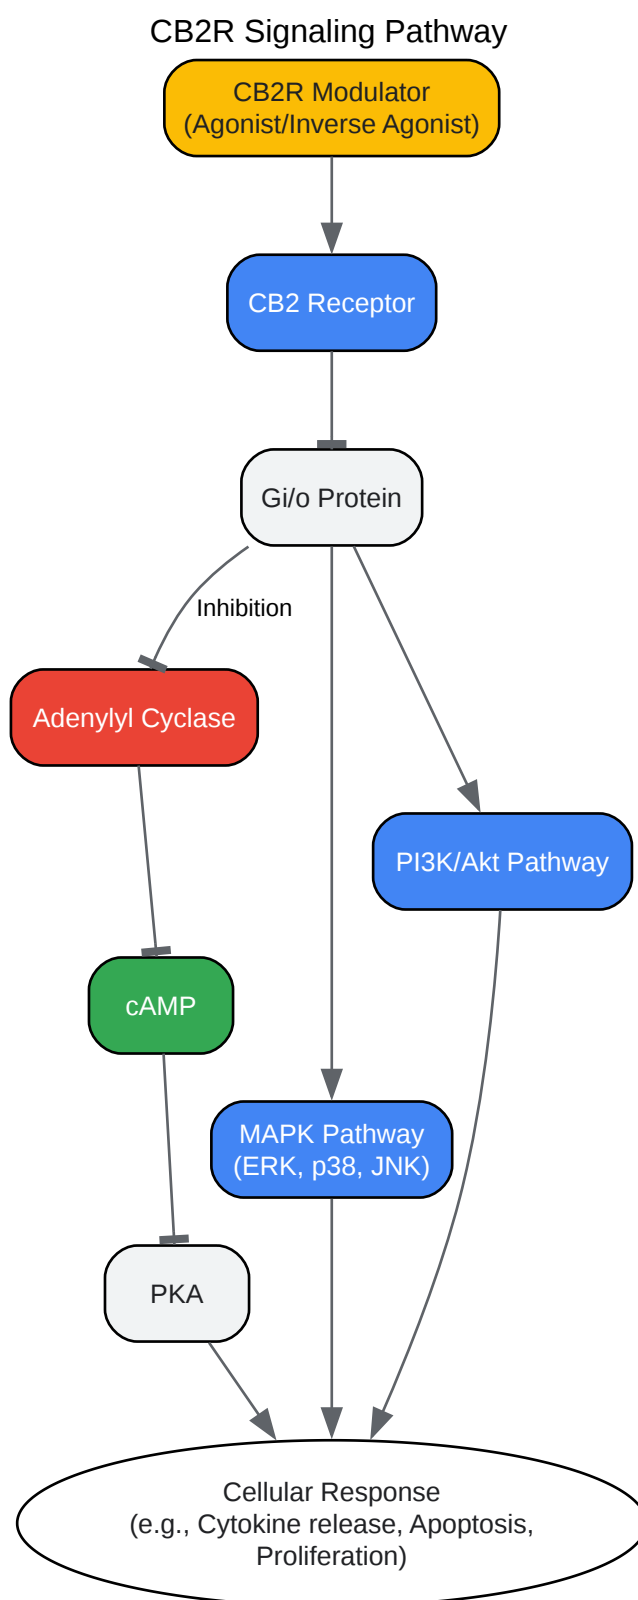 CB2R Signaling Pathway
CB2R Modulator
(Agonist/Inverse Agonist)
CB2 Receptor
Gi/o Protein
Inhibition
Adenylyl Cyclase
PI3K/Akt Pathway
cAMP
MAPK Pathway
(ERK, p38, JNK)
PKA
Cellular Response
(e.g., Cytokine release, Apoptosis,
Proliferation)